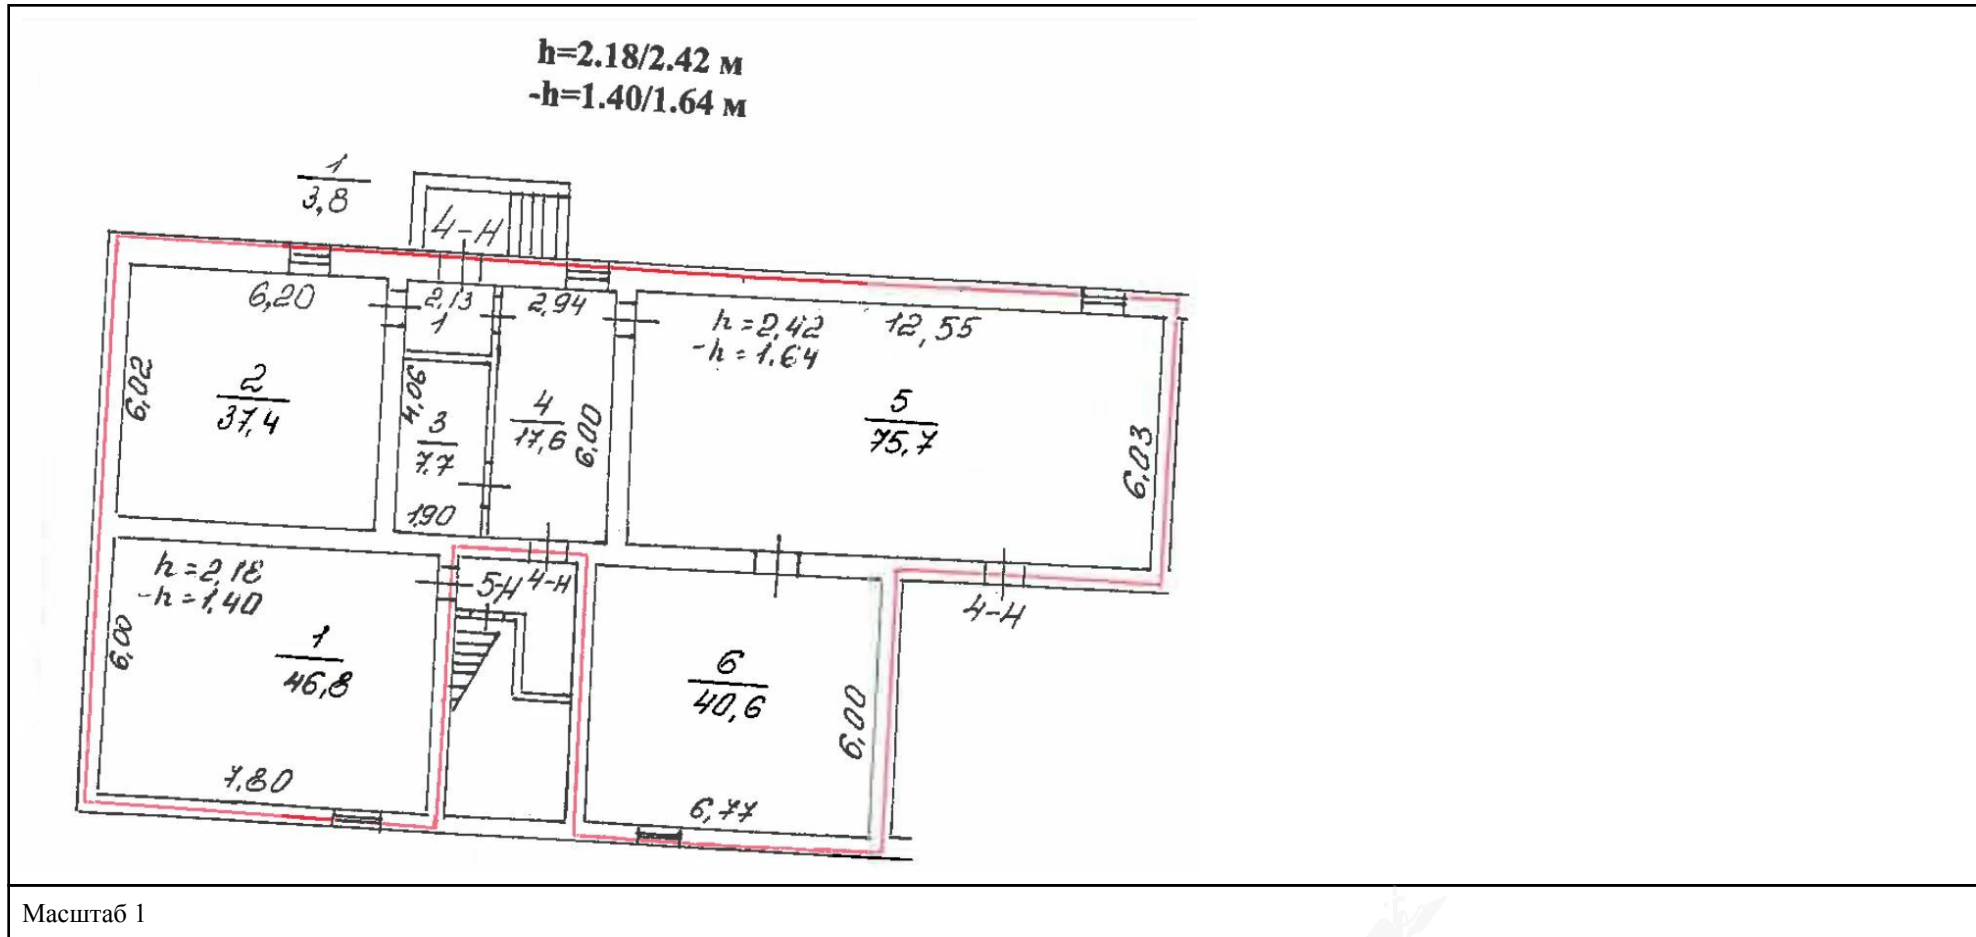 h=2.18/2.42 м
-h=1.40/1.64 м
1
3,8
4-Н
6,20
2,13
1
2,94
h=2,42
-h=1.64
12,55
6,02
2
37,4
4,06
3
7.7
4
17,6
6,00
5
75,7
6,03
1,90
h=2,18
-h=1.40
5-Н
4-Н
4-Н
6,00
1
46,8
6
40,6
6,00
7.80
6,77
Масштаб 1